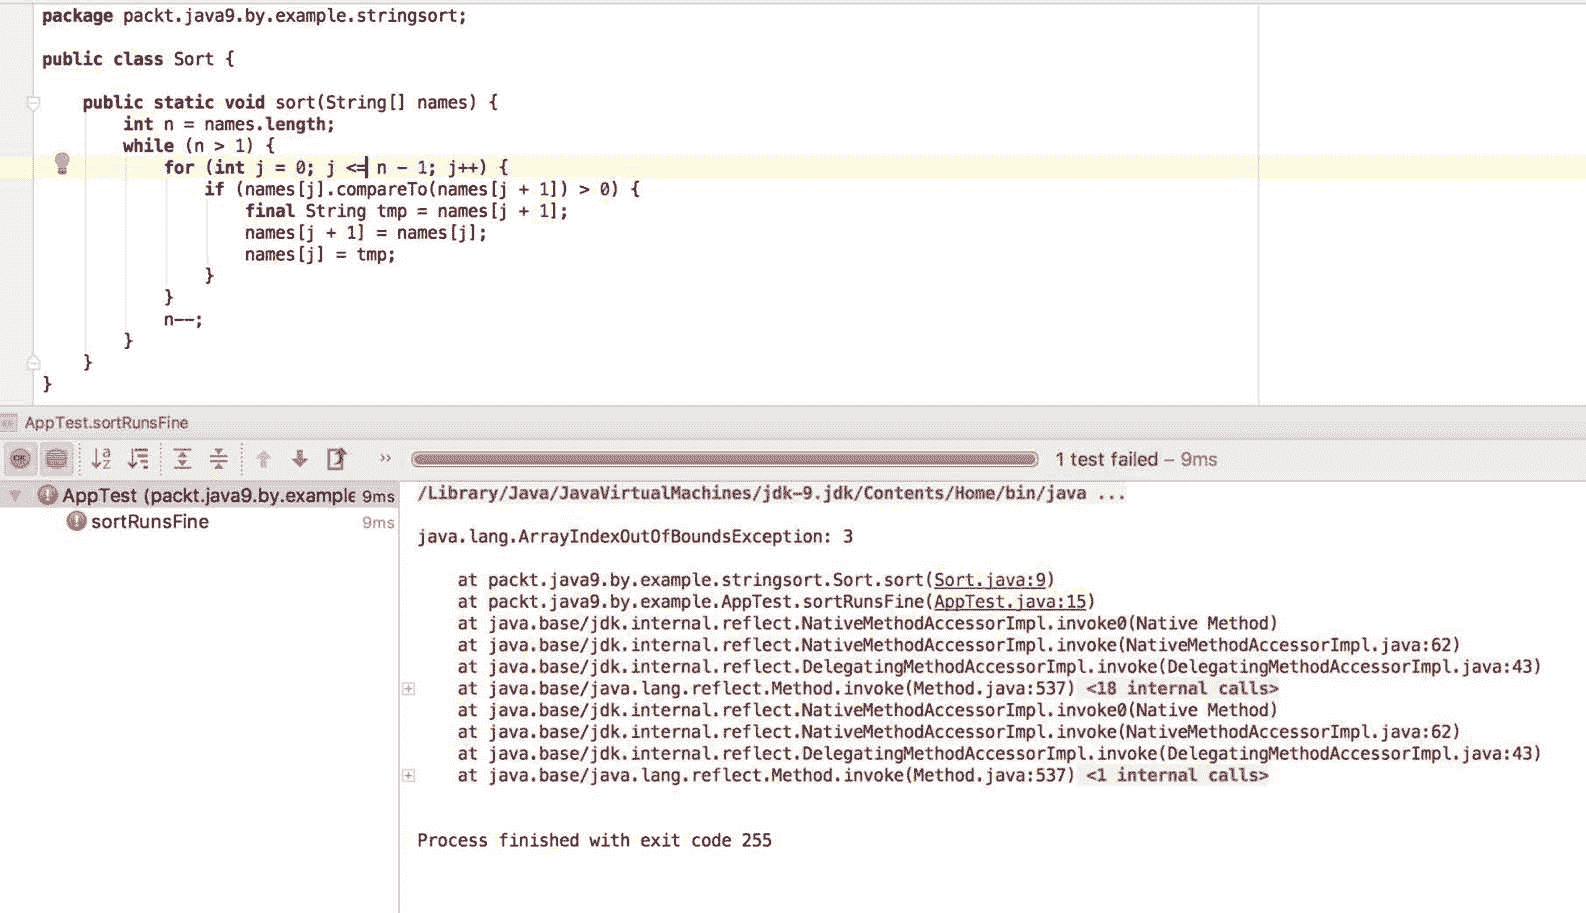 package packt.java9.by.example.stringsort;
public class Sort {
public static void sort(String[] names) {
int n = names.length;
while (n > 1) {
for (int j = 0; j <= n - 1; j++) {
if (names[j].compareTo(names[j + 1]) > 0) {
final String tmp = names[j + 1];
names[j + 1] = names[j];
names[j] = tmp;
}
}
n--;
}
}
}
AppTest.sortRunsFine
1 test failed – 9ms
AppTest (packt.java9.by.example 9ms
sortRunsFine 9ms
/Library/Java/JavaVirtualMachines/jdk-9.jdk/Contents/Home/bin/java ...
java.lang.ArrayIndexOutOfBoundsException: 3
at packt.java9.by.example.stringsort.Sort.sort(Sort.java:9)
at packt.java9.by.example.AppTest.sortRunsFine(AppTest.java:15)
at java.base/jdk.internal.reflect.NativeMethodAccessorImpl.invoke0(Native Method)
at java.base/jdk.internal.reflect.NativeMethodAccessorImpl.invoke(NativeMethodAccessorImpl.java:62)
at java.base/jdk.internal.reflect.DelegatingMethodAccessorImpl.invoke(DelegatingMethodAccessorImpl.java:43)
at java.base/java.lang.reflect.Method.invoke(Method.java:537) <18 internal calls>
at java.base/jdk.internal.reflect.NativeMethodAccessorImpl.invoke0(Native Method)
at java.base/jdk.internal.reflect.NativeMethodAccessorImpl.invoke(NativeMethodAccessorImpl.java:62)
at java.base/jdk.internal.reflect.DelegatingMethodAccessorImpl.invoke(DelegatingMethodAccessorImpl.java:43)
at java.base/java.lang.reflect.Method.invoke(Method.java:537) <1 internal calls>
Process finished with exit code 255